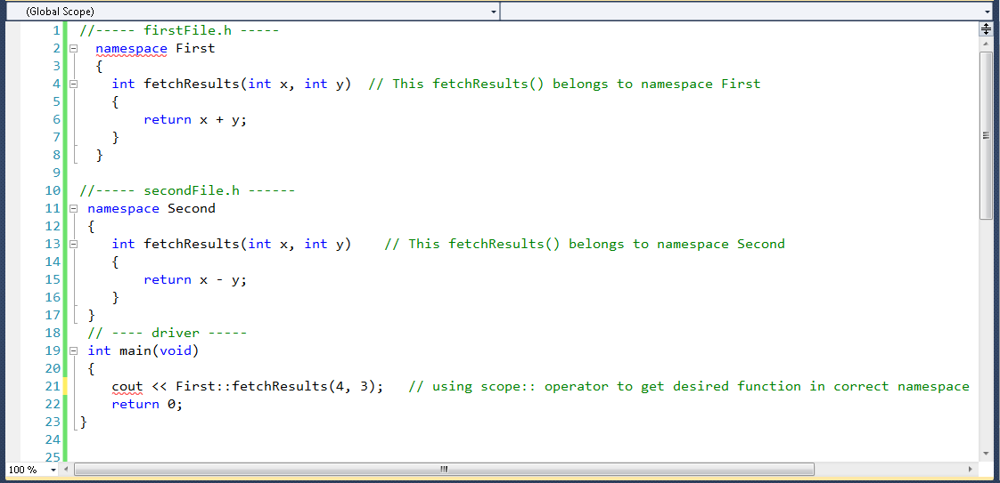 (Global Scope)
1 //----- firstFile.h -----
2 namespace First
3 {
4 int fetchResults(int x, int y) // This fetchResults() belongs to namespace First
5 {
6 return x + y;
7 }
8 }
9
10 //----- secondFile.h ------
11 namespace Second
12 {
13 int fetchResults(int x, int y) // This fetchResults() belongs to namespace Second
14 {
15 return x - y;
16 }
17 }
18 // ---- driver -----
19 int main(void)
20 {
21 cout << First::fetchResults(4, 3); // using scope:: operator to get desired function in correct namespace
22 return 0;
23 }
24
25
100 %